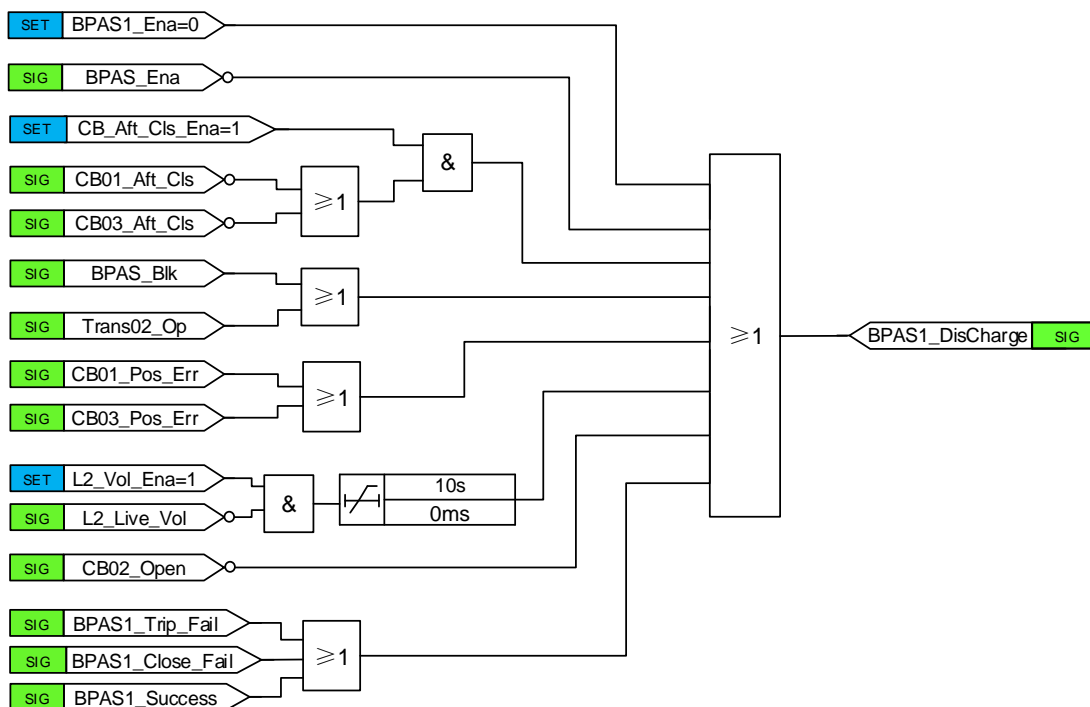 SET BPAS1_Ena=0
SIG BPAS_Ena
SET CB_Aft_Cls_Ena=1
&
SIG CB01_Aft_Cls
≥1
SIG CB03_Aft_Cls
SIG BPAS_Blk
≥1
SIG Trans02_Op
≥1
BPAS1_DisCharge SIG
SIG CB01_Pos_Err
≥1
SIG CB03_Pos_Err
SET L2_Vol_Ena=1
10s
&
0ms
SIG L2_Live_Vol
SIG CB02_Open
SIG BPAS1_Trip_Fail
≥1
SIG BPAS1_Close_Fail
SIG BPAS1_Success